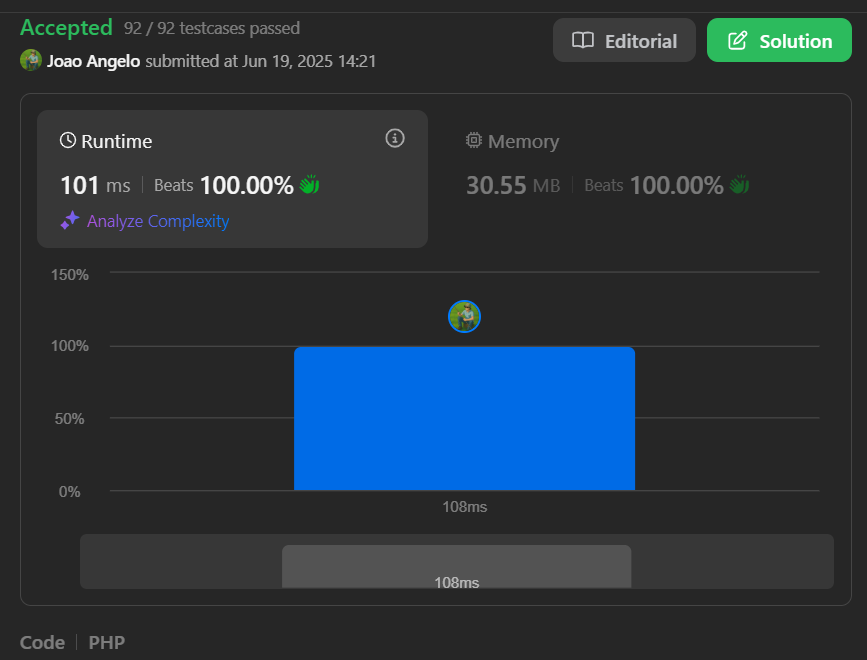 Accepted 92 / 92 testcases passed
Editorial Solution
Joao Angelo submitted at Jun 19, 2025 14:21
Runtime
101 ms Beats 100.00%
Analyze Complexity
Memory
30.55 MB Beats 100.00%
150%
100%
50%
0%
108ms
108ms
Code PHP